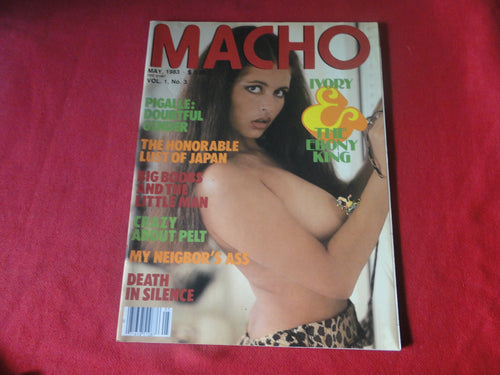 MACHO
MAY, 1983
VOL. 1, No. 3
PIGALLE:
DOUBTFUL
GENDER
THE HONORABLE
LUST OF JAPAN
BIG BOOBS
AND THE
LITTLE MAN
CRAZY
ABOUT PELT
MY NEIGBOR'S ASS
DEATH
IN SILENCE
IVORY
&
THE
EBONY
KING